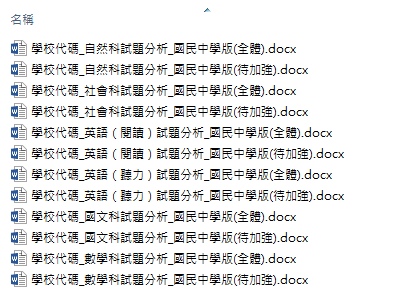 名稱
學校代碼_自然科試題分析_國民中學版(全體).docx
學校代碼_自然科試題分析_國民中學版(待加強).docx
學校代碼_社會科試題分析_國民中學版(全體).docx
學校代碼_社會科試題分析_國民中學版(待加強).docx
學校代碼_英語（閱讀）試題分析_國民中學版(全體).docx
學校代碼_英語（閱讀）試題分析_國民中學版(待加強).docx
學校代碼_英語（聽力）試題分析_國民中學版(全體).docx
學校代碼_英語（聽力）試題分析_國民中學版(待加強).docx
學校代碼_國文科試題分析_國民中學版(全體).docx
學校代碼_國文科試題分析_國民中學版(待加強).docx
學校代碼_數學科試題分析_國民中學版(全體).docx
學校代碼_數學科試題分析_國民中學版(待加強).docx